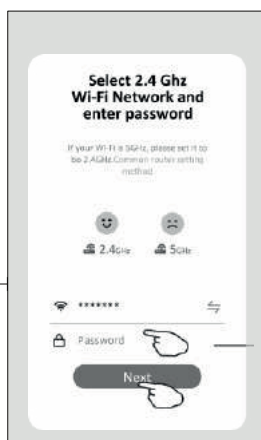 Select 2.4 Ghz
Wi-Fi Network and
enter password
If your Wi-Fi is 5GHz, please set it to
be 2.4GHz. Common router setting
method
2.4GHz 5GHz
*******
Password
Next